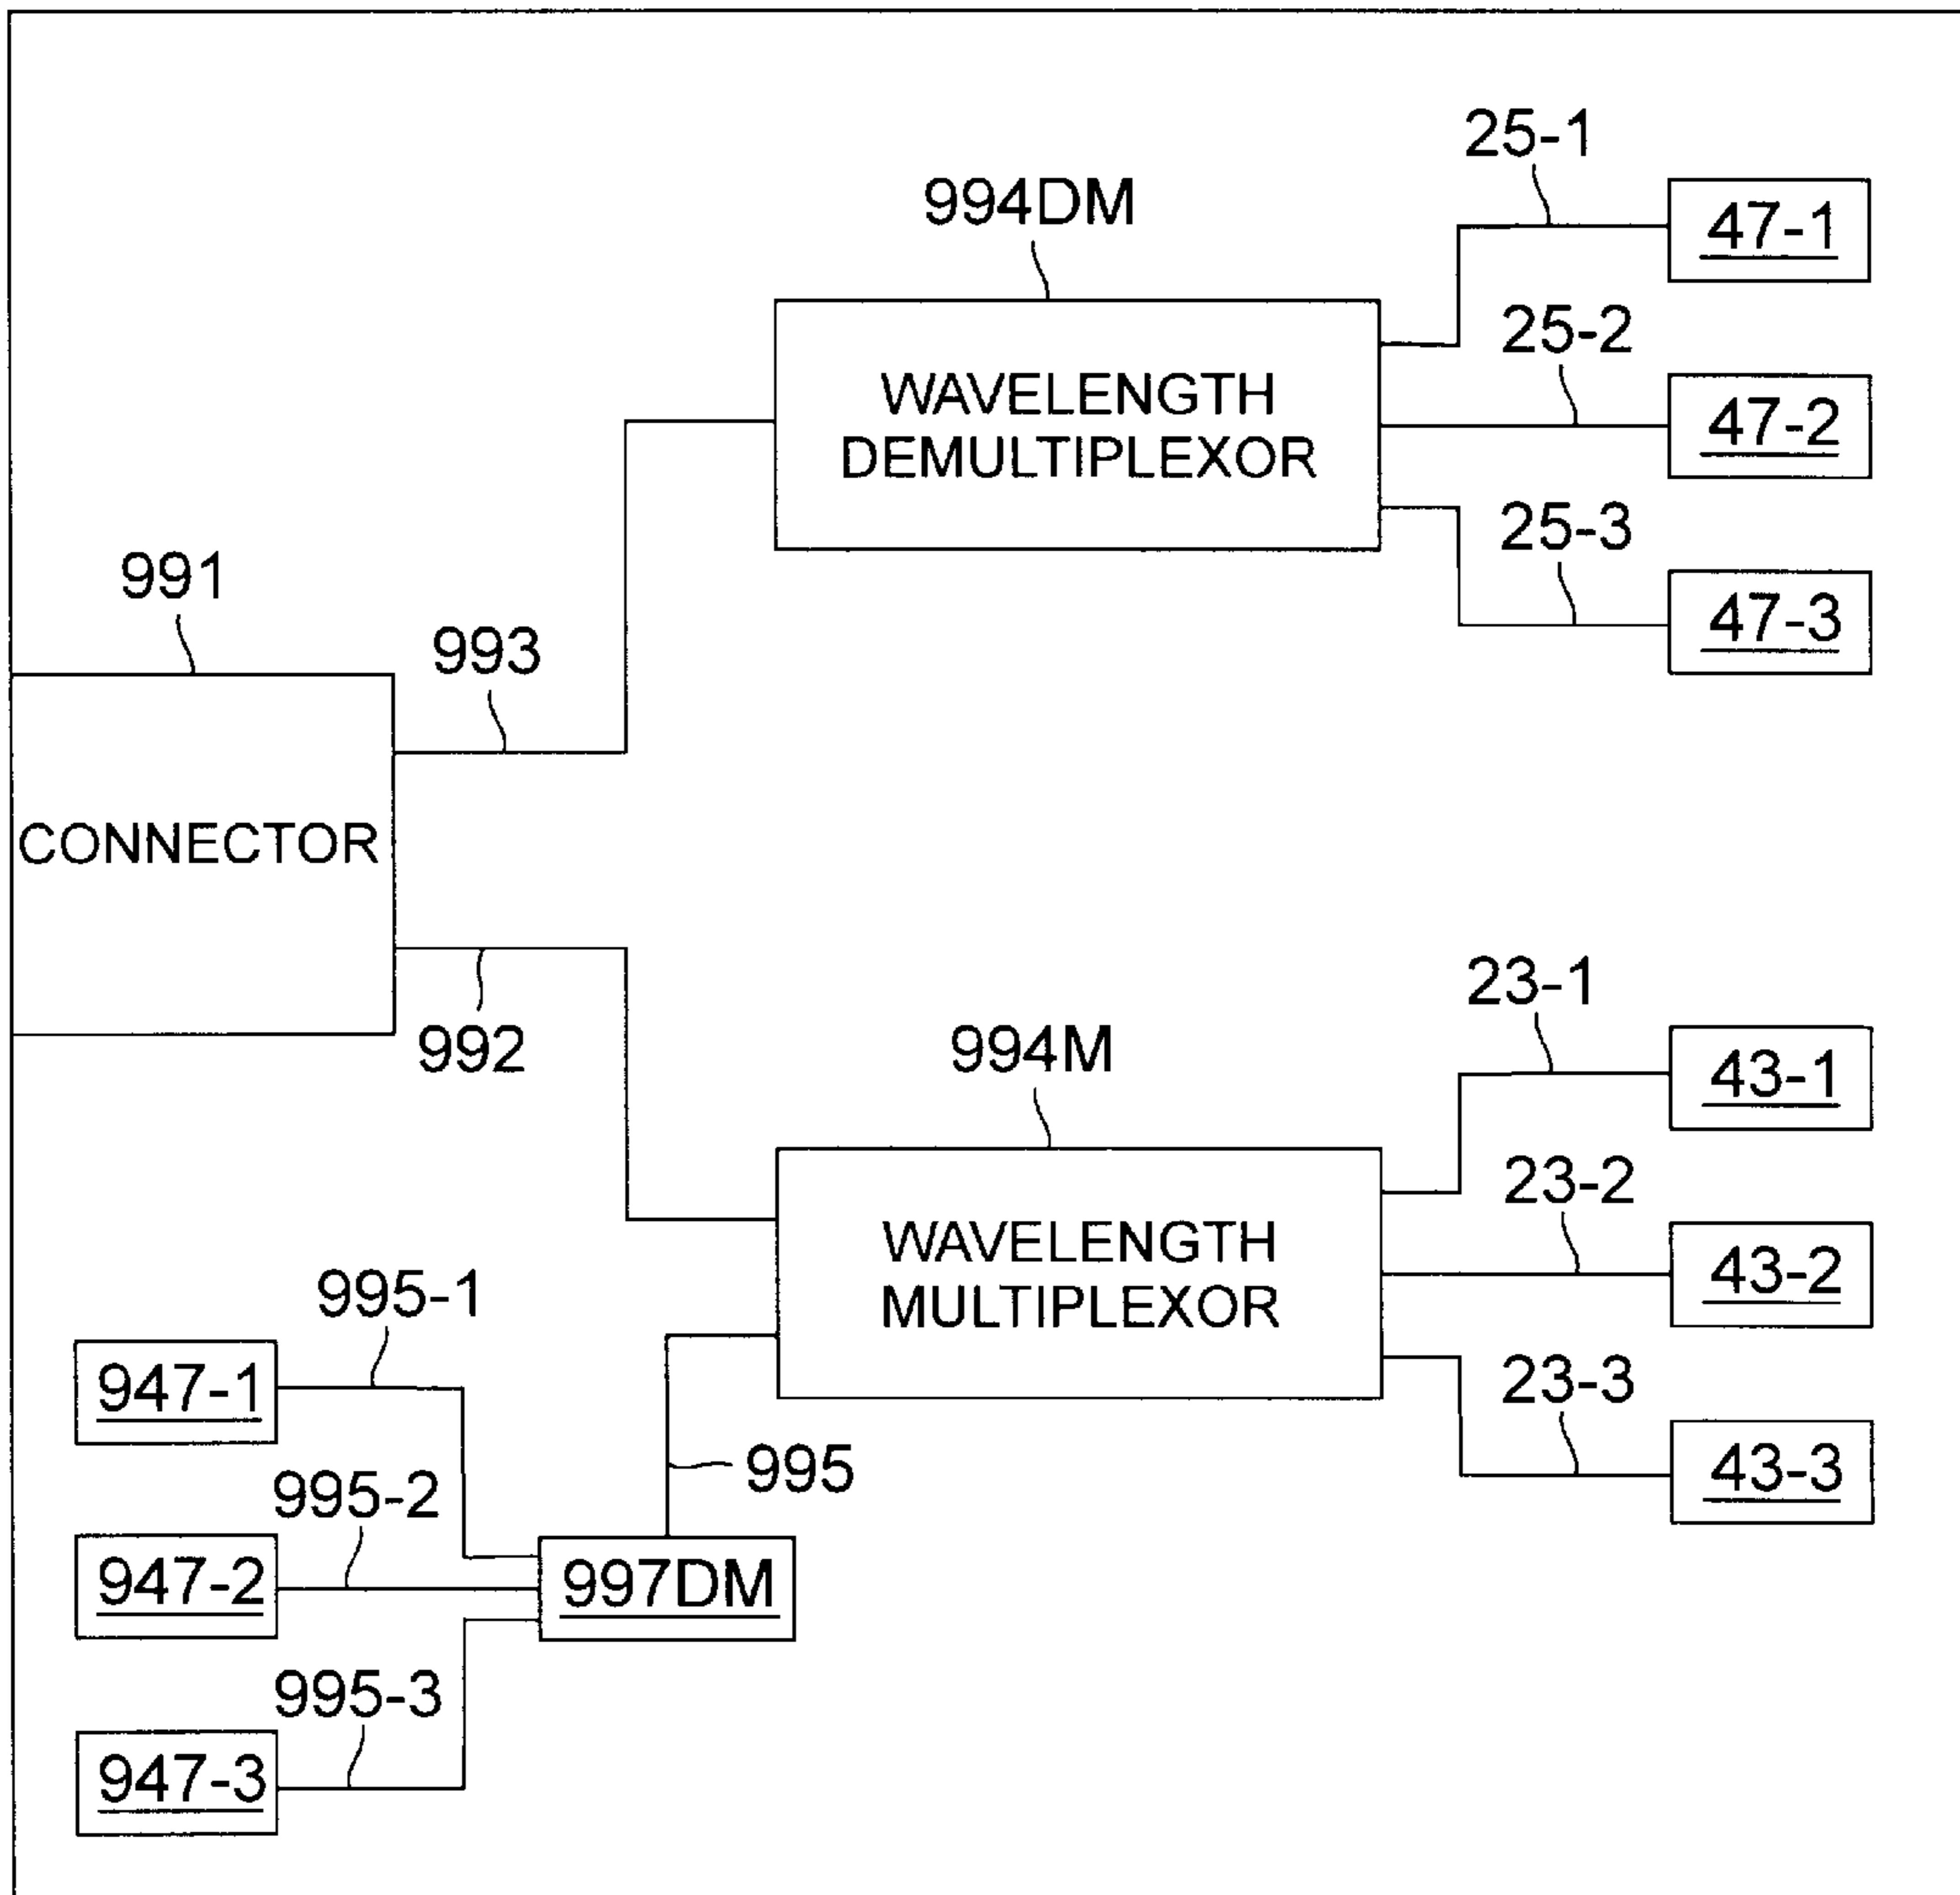 25-1
994DM
47-1
25-2
WAVELENGTH
DEMULTIPLEXOR
47-2
25-3
991
47-3
993
CONNECTOR
23-1
992
994M
43-1
23-2
WAVELENGTH
MULTIPLEXOR
43-2
995-1
947-1
23-3
995
43-3
995-2
947-2
997DM
995-3
947-3